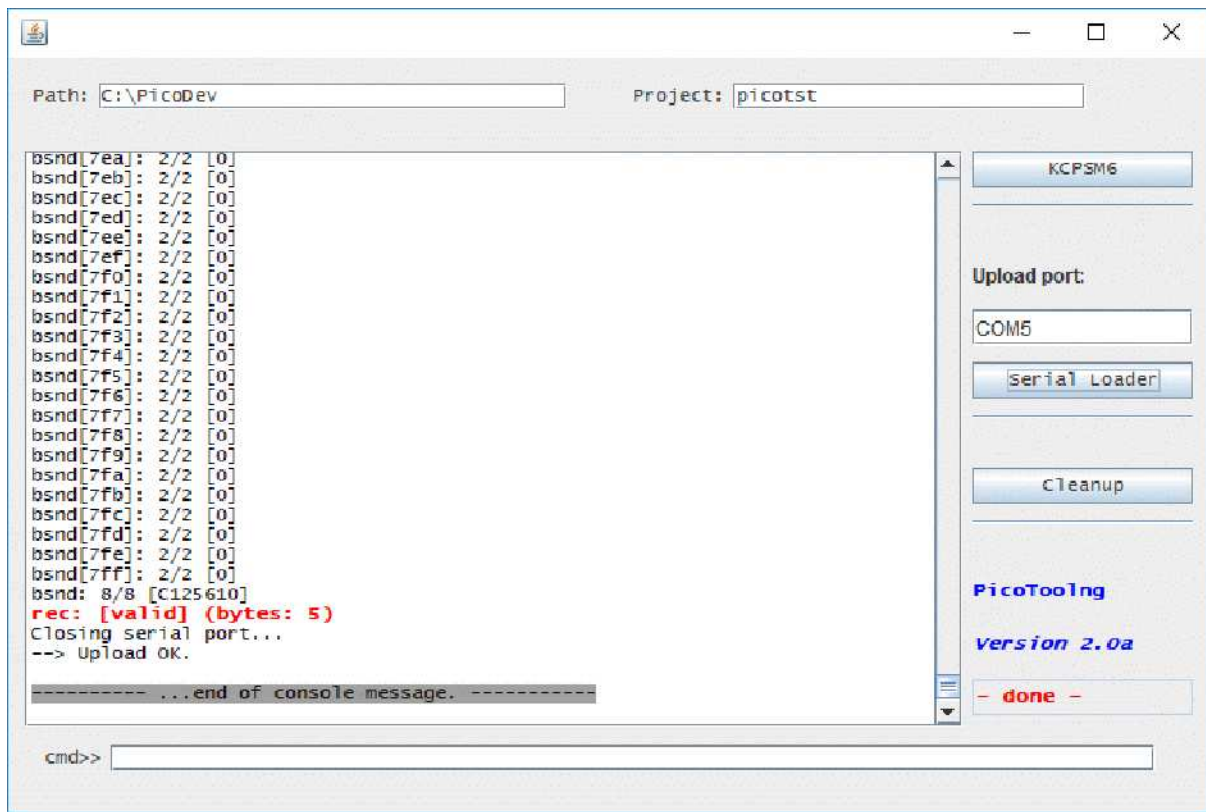 Path: C:\PicoDev Project: picotst
bsnd[7ea]: 2/2 [0]
bsnd[7eb]: 2/2 [0]
bsnd[7ec]: 2/2 [0]
bsnd[7ed]: 2/2 [0]
bsnd[7ee]: 2/2 [0]
bsnd[7ef]: 2/2 [0]
bsnd[7f0]: 2/2 [0]
bsnd[7f1]: 2/2 [0]
bsnd[7f2]: 2/2 [0]
bsnd[7f3]: 2/2 [0]
bsnd[7f4]: 2/2 [0]
bsnd[7f5]: 2/2 [0]
bsnd[7f6]: 2/2 [0]
bsnd[7f7]: 2/2 [0]
bsnd[7f8]: 2/2 [0]
bsnd[7f9]: 2/2 [0]
bsnd[7fa]: 2/2 [0]
bsnd[7fb]: 2/2 [0]
bsnd[7fc]: 2/2 [0]
bsnd[7fd]: 2/2 [0]
bsnd[7fe]: 2/2 [0]
bsnd[7ff]: 2/2 [0]
bsnd: 8/8 [C125610]
rec: [valid] (bytes: 5)
Closing serial port...
--> Upload OK.
---------- ...end of console message. -----------
KCPSM6
Upload port:
COM5
Serial Loader
Cleanup
PicoToolng
Version 2.0a
- done -
cmd>>